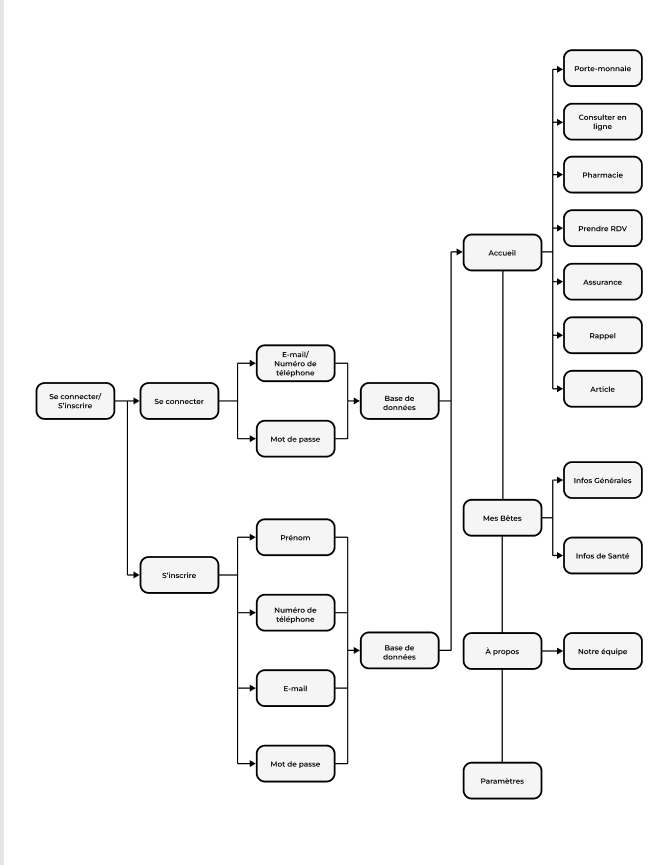 Porte-monnaie
Consulter en
ligne
Pharmacie
Prendre RDV
Accueil
Assurance
Rappel
E-mail/
Numéro de
téléphone
Article
Se connecter/
S'inscrire
Se connecter
Base de
données
Mot de passe
Infos Générales
Mes Bêtes
Prénom
Infos de Santé
S'inscrire
Numéro de
téléphone
Base de
données
À propos
Notre équipe
E-mail
Mot de passe
Paramètres